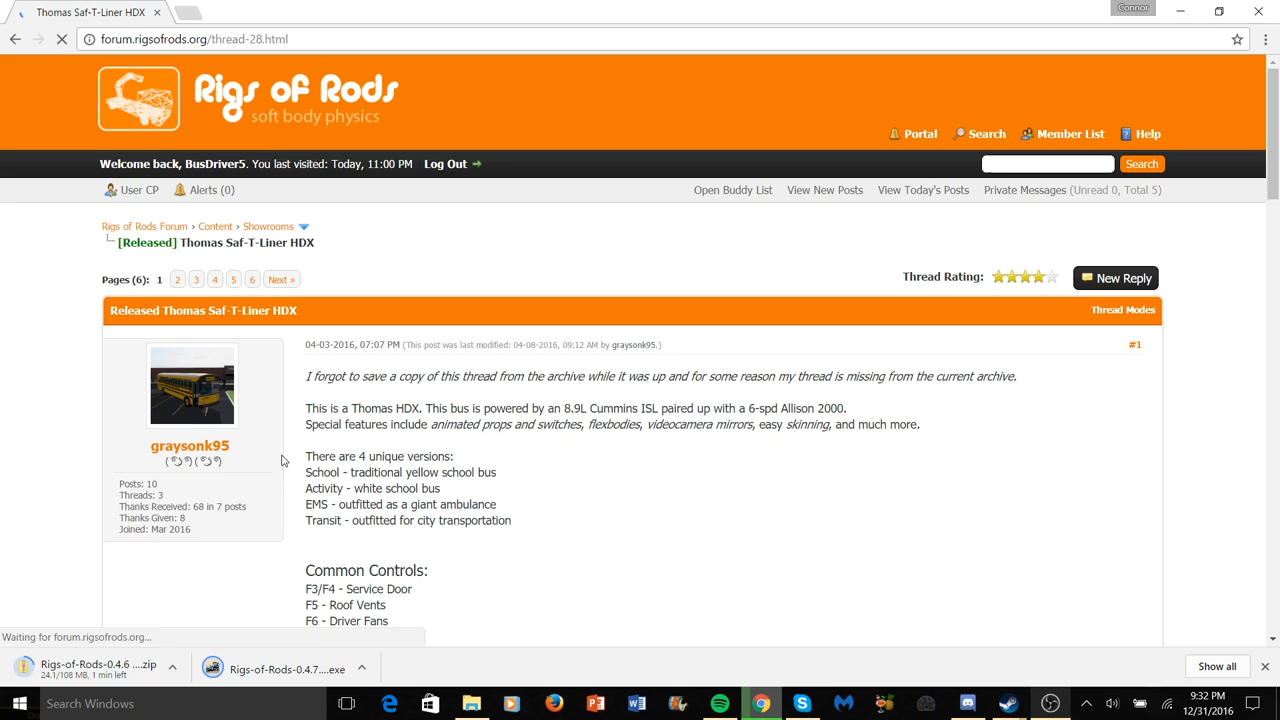 Thomas Saf-T-Liner HDX
Connor
forum.rigsofrods.org/thread-28.html
Rigs of Rods
soft body physics
Portal Search Member List Help
Welcome back, BusDriver5. You last visited: Today, 11:00 PM Log Out
Search
User CP Alerts (0)
Open Buddy List View New Posts View Today's Posts Private Messages (Unread 0, Total 5)
Rigs of Rods Forum › Content › Showrooms
[Released] Thomas Saf-T-Liner HDX
Pages (6): 1 2 3 4 5 6 Next »
Thread Rating:
New Reply
Released Thomas Saf-T-Liner HDX
Thread Modes
04-03-2016, 07:07 PM (This post was last modified: 04-08-2016, 09:12 AM by graysonk95.)
#1
graysonk95
Posts: 10
Threads: 3
Thanks Received: 68 in 7 posts
Thanks Given: 8
Joined: Mar 2016
I forgot to save a copy of this thread from the archive while it was up and for some reason my thread is missing from the current archive.
This is a Thomas HDX. This bus is powered by an 8.9L Cummins ISL paired up with a 6-spd Allison 2000.
Special features include animated props and switches, flexbodies, videocamera mirrors, easy skinning, and much more.
There are 4 unique versions:
School - traditional yellow school bus
Activity - white school bus
EMS - outfitted as a giant ambulance
Transit - outfitted for city transportation
Common Controls:
F3/F4 - Service Door
F5 - Roof Vents
F6 - Driver Fans
Waiting for forum.rigsofrods.org...
Rigs-of-Rods-0.4.6 ....zip
24.1/108 MB, 1 min left
Rigs-of-Rods-0.4.7....exe
Show all
Search Windows
9:32 PM
12/31/2016